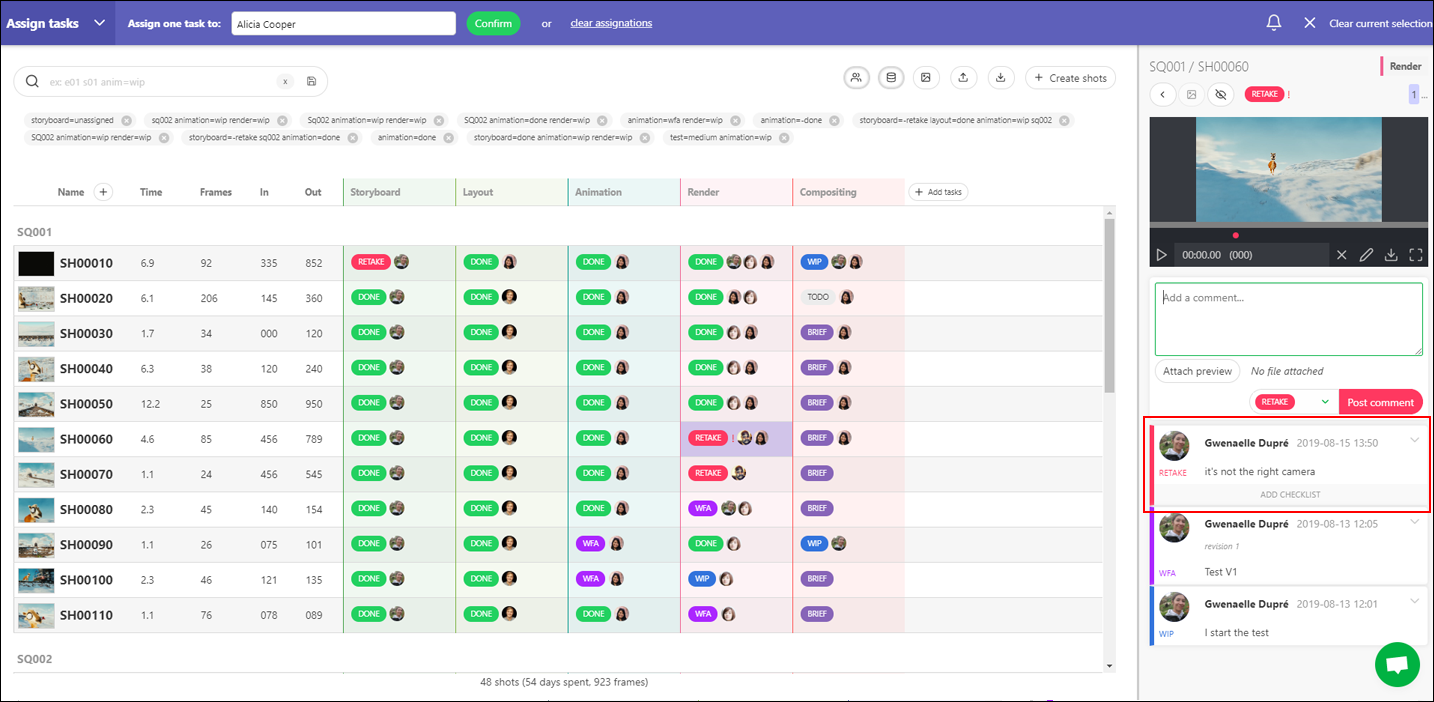 Assign tasks Assign one task to: Alicia Cooper Confirm or clear assignations Clear current selection
ex: e01 s01 anim=wip x Create shots
storyboard=unassigned sq002 animation=wip render=wip Sq002 animation=wip render=wip SQ002 animation=done render=wip animation=wfa render=wip animation=-done storyboard=-retake layout=done animation=wip sq002
SQ002 animation=wip render=wip storyboard=-retake sq002 animation=done animation=done storyboard=done animation=wip render=wip test=medium animation=wip
Name Time Frames In Out Storyboard Layout Animation Render Compositing Add tasks
SQ001
SH00010 6.9 92 335 852 RETAKE DONE DONE DONE WIP
SH00020 6.1 206 145 360 DONE DONE DONE DONE TODO
SH00030 1.7 34 000 120 DONE DONE DONE DONE BRIEF
SH00040 6.3 38 120 240 DONE DONE DONE DONE BRIEF
SH00050 12.2 25 850 950 DONE DONE DONE DONE BRIEF
SH00060 4.6 85 456 789 DONE DONE DONE RETAKE ! BRIEF
SH00070 1.1 24 456 545 DONE DONE DONE RETAKE BRIEF
SH00080 2.3 45 140 154 DONE DONE DONE WFA BRIEF
SH00090 1.1 26 075 101 DONE DONE WFA DONE WIP
SH00100 2.3 46 121 135 DONE DONE WFA WIP BRIEF
SH00110 1.1 76 078 089 DONE DONE DONE WFA BRIEF
SQ002
48 shots (54 days spent, 923 frames)
SQ001 / SH00060 Render
RETAKE ! 1 ...
00:00.00 (000)
Add a comment...
Attach preview No file attached
RETAKE Post comment
Gwenaelle Dupré 2019-08-15 13:50
RETAKE it's not the right camera
ADD CHECKLIST
Gwenaelle Dupré 2019-08-13 12:05
revision 1
WFA Test V1
Gwenaelle Dupré 2019-08-13 12:01
WIP I start the test